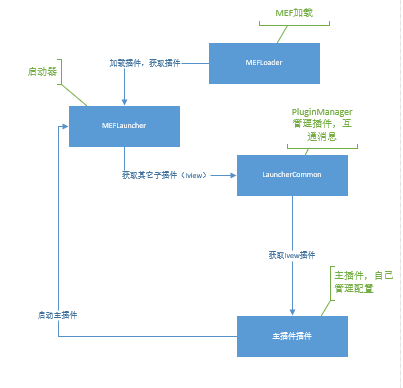 MEF加载
启动器
加载插件，获取插件
MEFLoader
MEFLauncher
PluginManager
管理插件，互
通消息
获取其它子插件（Iview）
LauncherCommon
获取Ivew插件
主插件，自己
管理配置
启动主插件
主插件插件